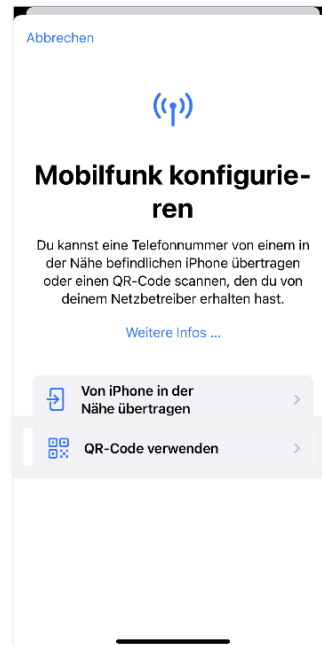 Abbrechen
Mobilfunk konfigurie-
ren
Du kannst eine Telefonnummer von einem in
der Nähe befindlichen iPhone übertragen
oder einen QR-Code scannen, den du von
deinem Netzbetreiber erhalten hast.
Weitere Infos ...
Von iPhone in der
Nähe übertragen
QR-Code verwenden